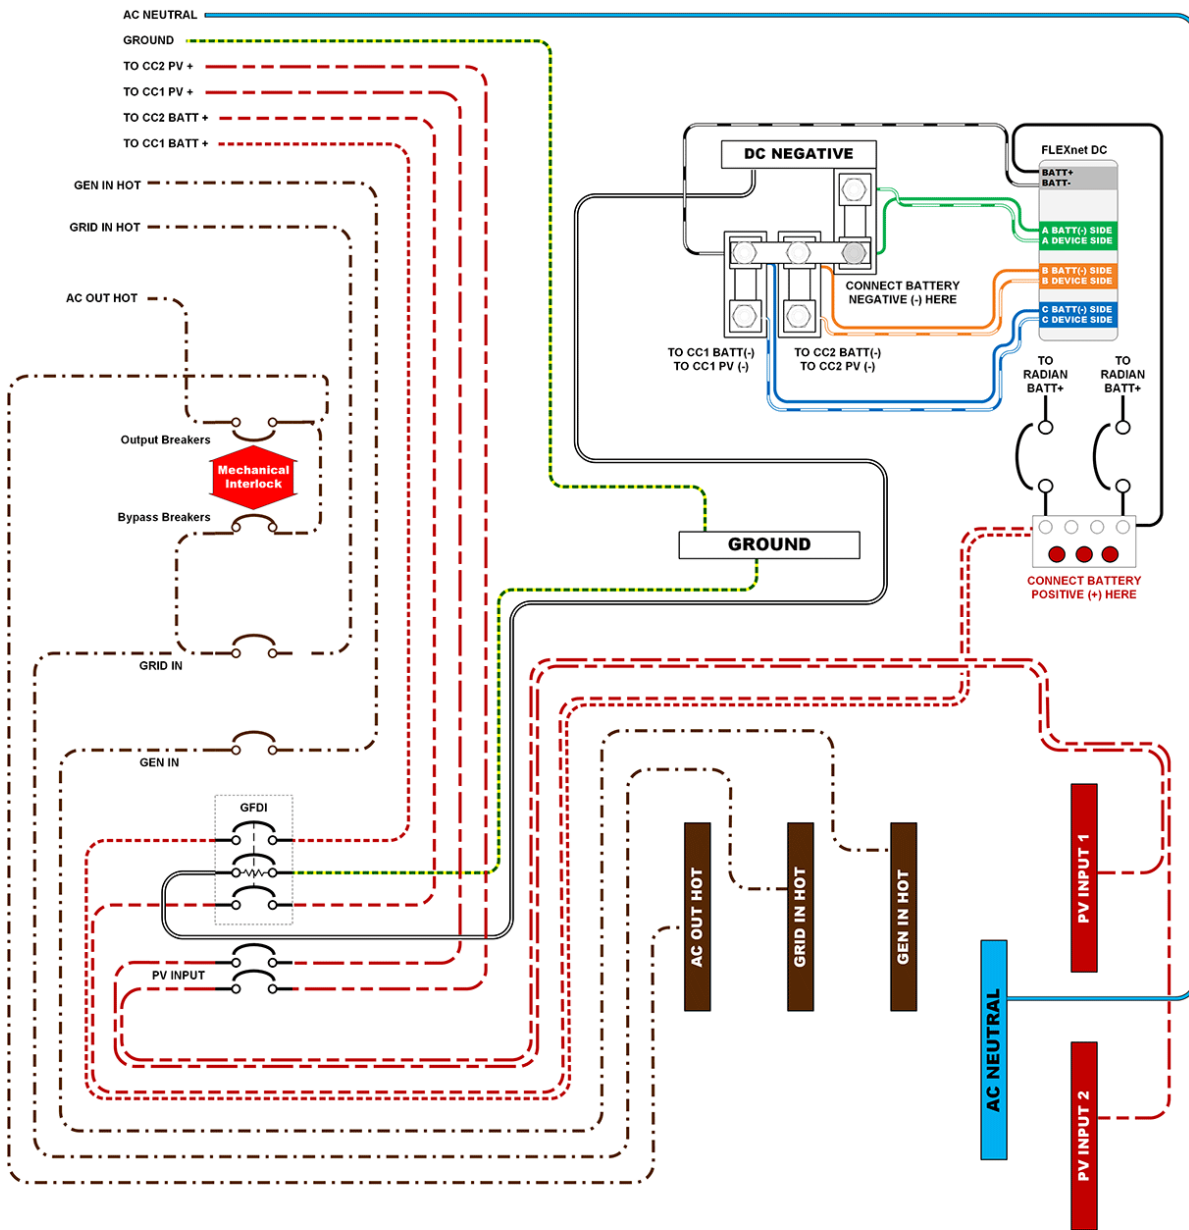 AC NEUTRAL
GROUND
TO CC2 PV +
TO CC1 PV +
TO CC2 BATT +
TO CC1 BATT +
GEN IN HOT
GRID IN HOT
AC OUT HOT
DC NEGATIVE
FLEXnet DC
BATT+
BATT-
A BATT(-) SIDE
A DEVICE SIDE
B BATT(-) SIDE
B DEVICE SIDE
C BATT(-) SIDE
C DEVICE SIDE
CONNECT BATTERY
NEGATIVE (-) HERE
TO CC1 BATT(-)
TO CC1 PV (-)
TO CC2 BATT(-)
TO CC2 PV (-)
TO
RADIAN
BATT+
TO
RADIAN
BATT+
Output Breakers
Mechanical
Interlock
Bypass Breakers
GROUND
CONNECT BATTERY
POSITIVE (+) HERE
GRID IN
GEN IN
GFDI
PV INPUT
AC OUT HOT
GRID IN HOT
GEN IN HOT
PV INPUT 1
AC NEUTRAL
PV INPUT 2